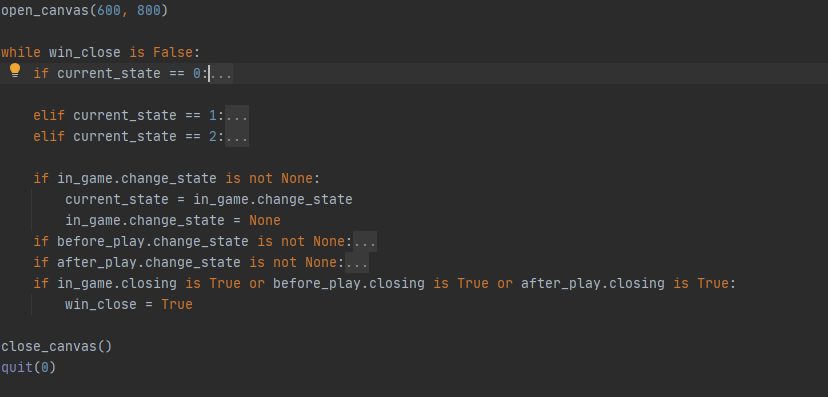 open_canvas(600, 800)
while win_close is False:
if current_state == 0:...
elif current_state == 1:...
elif current_state == 2:...
if in_game.change_state is not None:
current_state = in_game.change_state
in_game.change_state = None
if before_play.change_state is not None:...
if after_play.change_state is not None:...
if in_game.closing is True or before_play.closing is True or after_play.closing is True:
win_close = True
close_canvas()
quit(0)